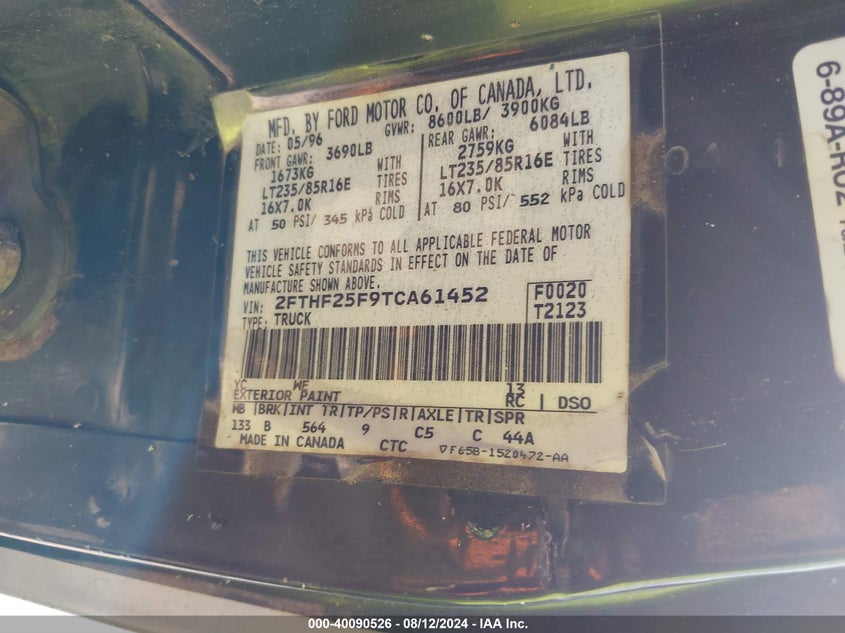 MFD. BY FORD MOTOR CO. OF CANADA, LTD.
DATE: 05/96 GVWR: 8600LB/ 3900KG
FRONT GAWR: 3690LB REAR GAWR: 6084LB
1673KG WITH 2759KG WITH
LT235/85R16E TIRES LT235/85R16E TIRES
16X7.0K RIMS 16X7.0K RIMS
AT 50 PSI/ 345 kPa COLD AT 80 PSI/ 552 kPa COLD
THIS VEHICLE CONFORMS TO ALL APPLICABLE FEDERAL MOTOR
VEHICLE SAFETY STANDARDS IN EFFECT ON THE DATE OF
MANUFACTURE SHOWN ABOVE.
VIN: 2FTHF25F9TCA61452 F0020
TYPE: TRUCK T2123
YC WF 13
EXTERIOR PAINT RC | DSO
WB |BRK|INT TR|TP/PS|R|AXLE|TR|SPR
133 B 564 9 C5 C 44A
MADE IN CANADA CTC ▽F65B-1520472-AA
000-40090526 - 08/12/2024 - IAA Inc.